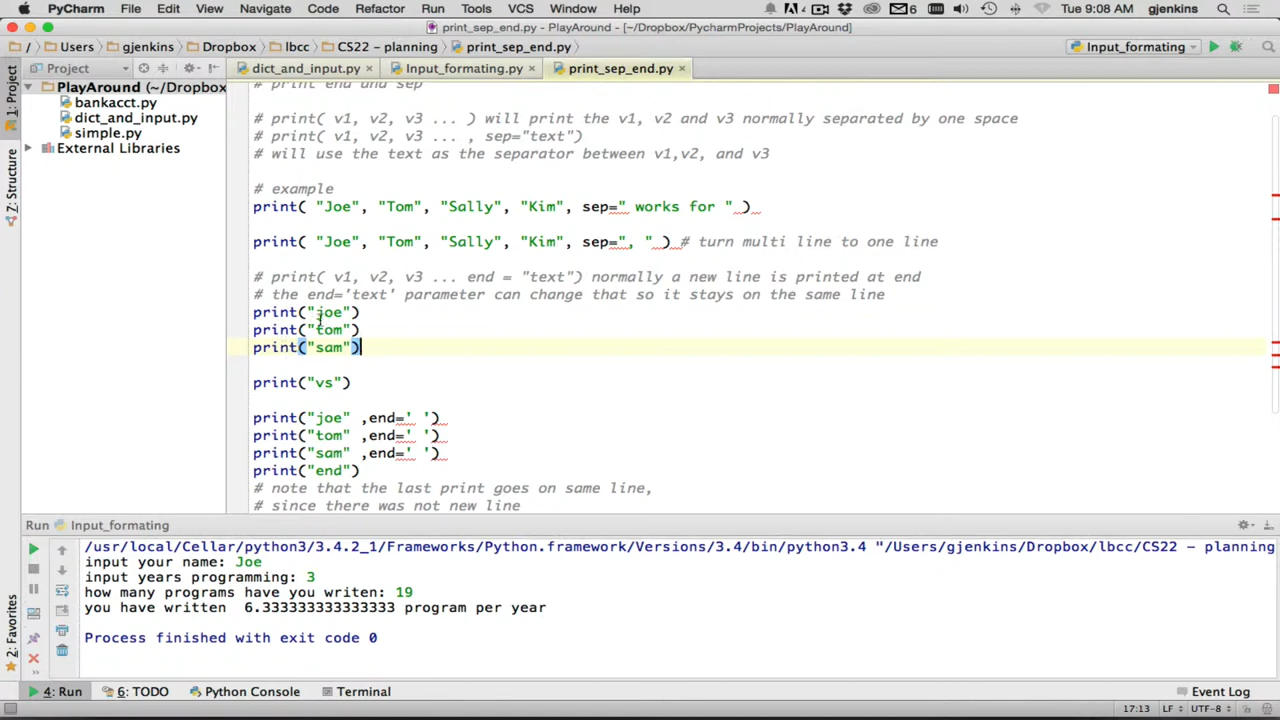 PyCharm File Edit View Navigate Code Refactor Run Tools VCS Window Help 6 Tue 9:08 AM gjenkins
print_sep_end.py - PlayAround - [~/Dropbox/PycharmProjects/PlayAround]
/ Users gjenkins Dropbox lbcc CS22 - planning print_sep_end.py Input_formating
Project dict_and_input.py Input_formating.py print_sep_end.py
1: Project
Z: Structure
2: Favorites
PlayAround (~/Dropbox
bankacct.py
dict_and_input.py
simple.py
External Libraries
# print end and sep
# print( v1, v2, v3 ... ) will print the v1, v2 and v3 normally separated by one space
# print( v1, v2, v3 ... , sep="text")
# will use the text as the separator between v1,v2, and v3
# example
print( "Joe", "Tom", "Sally", "Kim", sep=" works for " )
print( "Joe", "Tom", "Sally", "Kim", sep=", " ) # turn multi line to one line
# print( v1, v2, v3 ... end = "text") normally a new line is printed at end
# the end='text' parameter can change that so it stays on the same line
print("joe")
print("tom")
print("sam")
print("vs")
print("joe" ,end=' ')
print("tom" ,end=' ')
print("sam" ,end=' ')
print("end")
# note that the last print goes on same line,
# since there was not new line
Run Input_formating
/usr/local/Cellar/python3/3.4.2_1/Frameworks/Python.framework/Versions/3.4/bin/python3.4 "/Users/gjenkins/Dropbox/lbcc/CS22 - planning
input your name: Joe
input years programming: 3
how many programs have you writen: 19
you have written  6.333333333333333 program per year
Process finished with exit code 0
4: Run 6: TODO Python Console Terminal Event Log
17:13 LF UTF-8